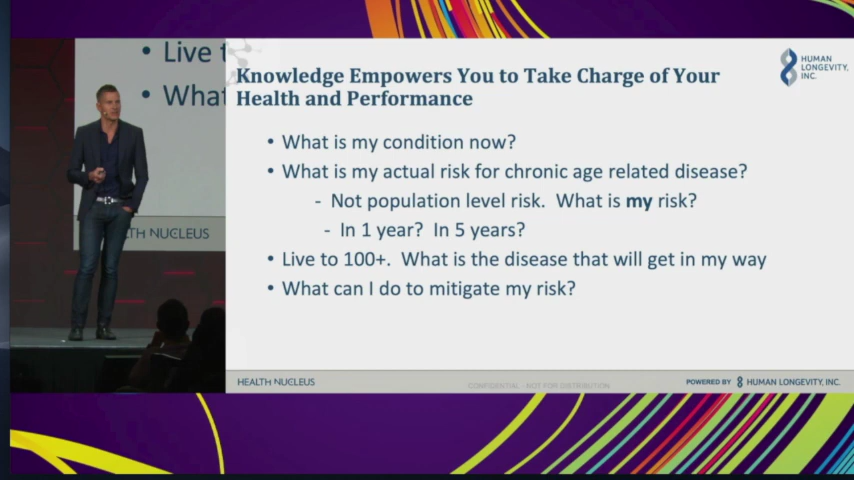 • Live t
• What
TH NUCLEUS
Knowledge Empowers You to Take Charge of Your
Health and Performance
HUMAN
LONGEVITY,
INC.
• What is my condition now?
• What is my actual risk for chronic age related disease?
- Not population level risk. What is my risk?
- In 1 year? In 5 years?
• Live to 100+. What is the disease that will get in my way
• What can I do to mitigate my risk?
HEALTH NUCLEUS
CONFIDENTIAL - NOT FOR DISTRIBUTION
POWERED BY HUMAN LONGEVITY, INC.